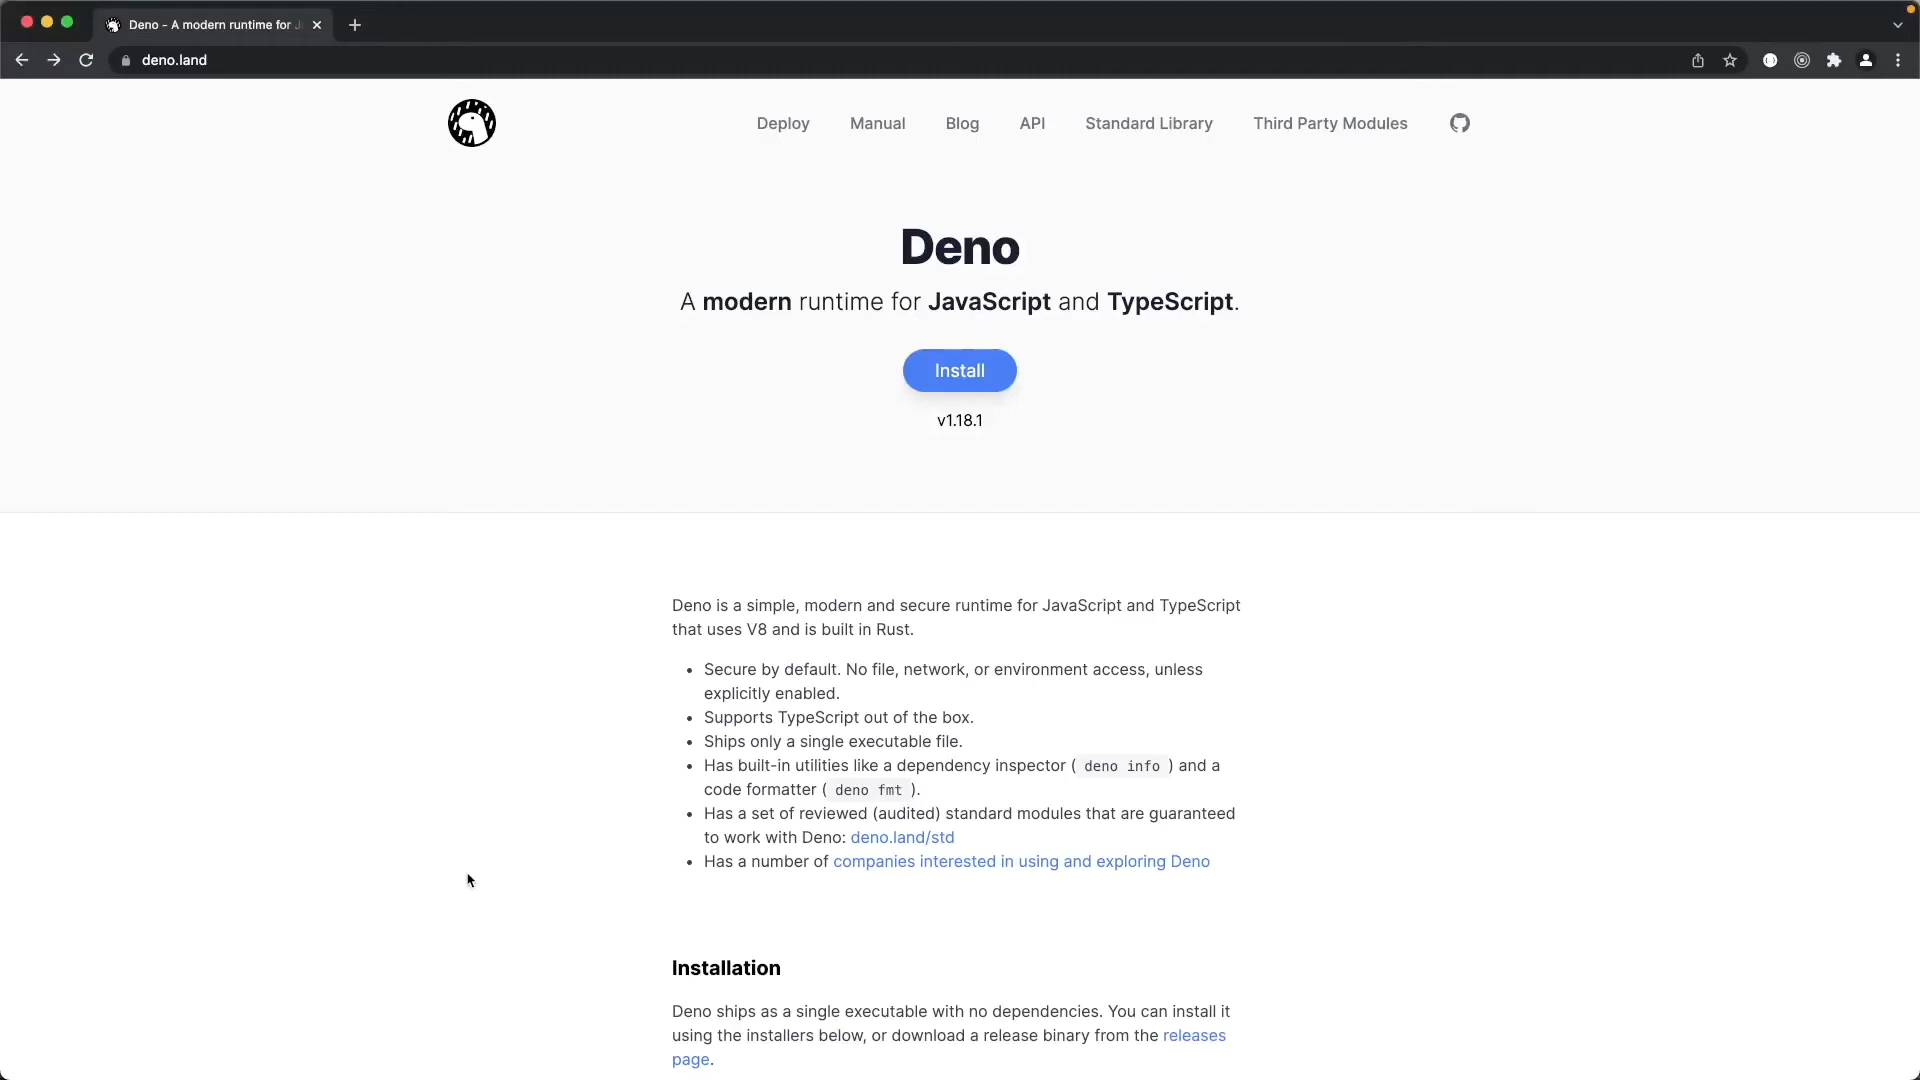 Deno - A modern runtime for J
deno.land
Deploy
Manual
Blog
API
Standard Library
Third Party Modules
Deno
A modern runtime for JavaScript and TypeScript.
Install
v1.18.1
Deno is a simple, modern and secure runtime for JavaScript and TypeScript
that uses V8 and is built in Rust.
• Secure by default. No file, network, or environment access, unless
explicitly enabled.
• Supports TypeScript out of the box.
• Ships only a single executable file.
• Has built-in utilities like a dependency inspector ( deno info ) and a
code formatter ( deno fmt ).
• Has a set of reviewed (audited) standard modules that are guaranteed
to work with Deno: deno.land/std
• Has a number of companies interested in using and exploring Deno
Installation
Deno ships as a single executable with no dependencies. You can install it
using the installers below, or download a release binary from the releases
page.